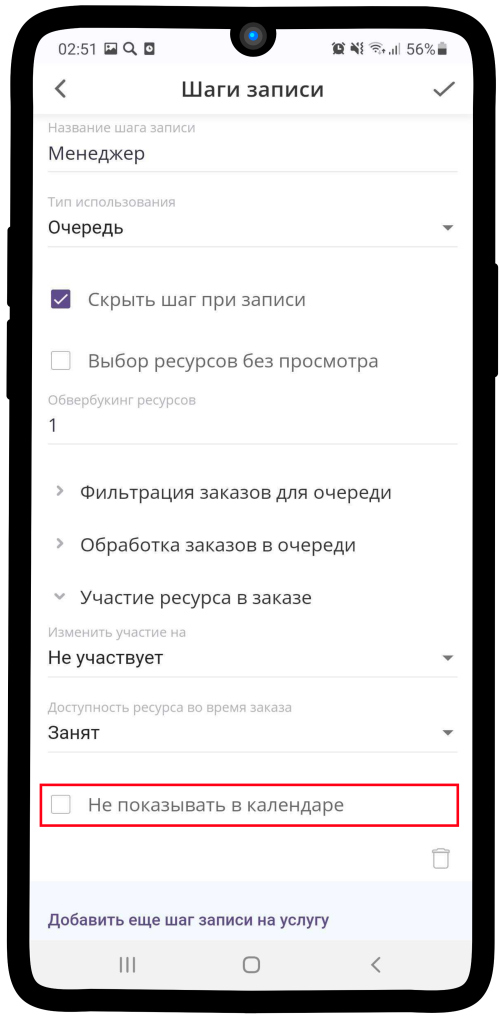 02:51 56%
Шаги записи
Название шага записи
Менеджер
Тип использования
Очередь
Скрыть шаг при записи
Выбор ресурсов без просмотра
Обвербукинг ресурсов
1
Фильтрация заказов для очереди
Обработка заказов в очереди
Участие ресурса в заказе
Изменить участие на
Не участвует
Доступность ресурса во время заказа
Занят
Не показывать в календаре
Добавить еще шаг записи на услугу